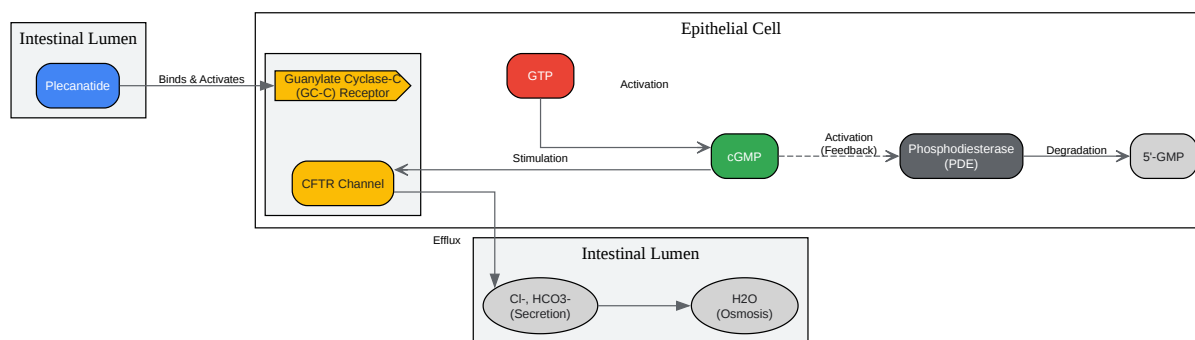 Intestinal Lumen
Plecanatide
Binds & Activates
Epithelial Cell
Guanylate Cyclase-C
(GC-C) Receptor
GTP
Activation
Stimulation
cGMP
Activation
(Feedback)
Phosphodiesterase
(PDE)
Degradation
5'-GMP
CFTR Channel
Efflux
Intestinal Lumen
Cl-, HCO3-
(Secretion)
H2O
(Osmosis)